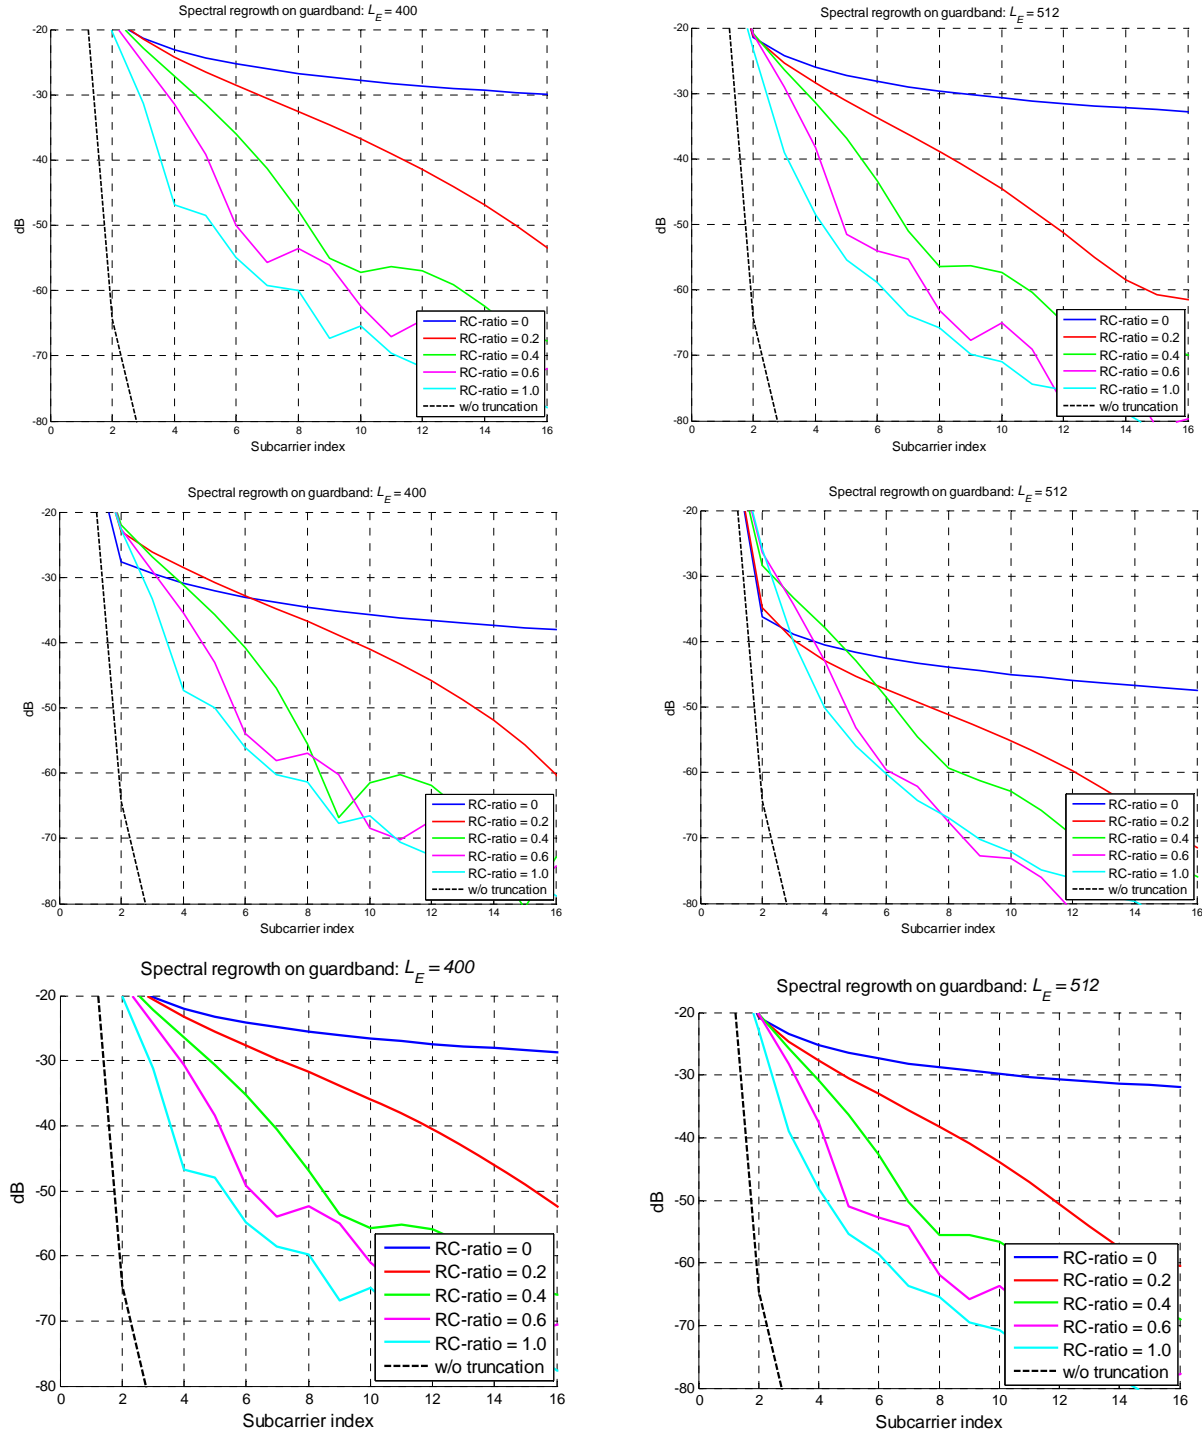 Spectral regrowth on guardband: L_E = 400
-20
-30
-40
-50
-60
-70
-80
dB
0 2 4 6 8 10 12 14 16
Subcarrier index
RC-ratio = 0
RC-ratio = 0.2
RC-ratio = 0.4
RC-ratio = 0.6
RC-ratio = 1.0
w/o truncation
Spectral regrowth on guardband: L_E = 512
-20
-30
-40
-50
-60
-70
-80
dB
0 2 4 6 8 10 12 14 16
Subcarrier index
RC-ratio = 0
RC-ratio = 0.2
RC-ratio = 0.4
RC-ratio = 0.6
RC-ratio = 1.0
w/o truncation
Spectral regrowth on guardband: L_E = 400
-20
-30
-40
-50
-60
-70
-80
dB
0 2 4 6 8 10 12 14 16
Subcarrier index
RC-ratio = 0
RC-ratio = 0.2
RC-ratio = 0.4
RC-ratio = 0.6
RC-ratio = 1.0
w/o truncation
Spectral regrowth on guardband: L_E = 512
-20
-30
-40
-50
-60
-70
-80
dB
0 2 4 6 8 10 12 14 16
Subcarrier index
RC-ratio = 0
RC-ratio = 0.2
RC-ratio = 0.4
RC-ratio = 0.6
RC-ratio = 1.0
w/o truncation
Spectral regrowth on guardband: L_E = 400
-20
-30
-40
-50
-60
-70
-80
dB
0 2 4 6 8 10 12 14 16
Subcarrier index
RC-ratio = 0
RC-ratio = 0.2
RC-ratio = 0.4
RC-ratio = 0.6
RC-ratio = 1.0
w/o truncation
Spectral regrowth on guardband: L_E = 512
-20
-30
-40
-50
-60
-70
-80
dB
0 2 4 6 8 10 12 14 16
Subcarrier index
RC-ratio = 0
RC-ratio = 0.2
RC-ratio = 0.4
RC-ratio = 0.6
RC-ratio = 1.0
w/o truncation